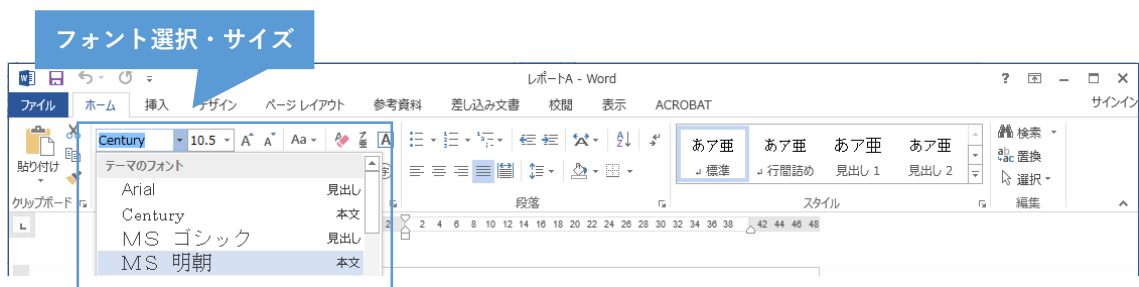 フォント選択・サイズ
レポートA - Word
ファイル ホーム 挿入 デザイン ページ レイアウト 参考資料 差し込み文書 校閲 表示 ACROBAT サインイン
貼り付け
Century 10.5 A A Aa A
あア亜 あア亜 あア亜 あア亜
標準 行間詰め 見出し 1 見出し 2
検索
置換
選択
テーマのフォント
Arial 見出し
Century 本文
MS ゴシック 見出し
MS 明朝 本文
クリップボード 段落 スタイル 編集
2 2 4 6 8 10 12 14 16 18 20 22 24 26 28 30 32 34 36 38 42 44 46 48